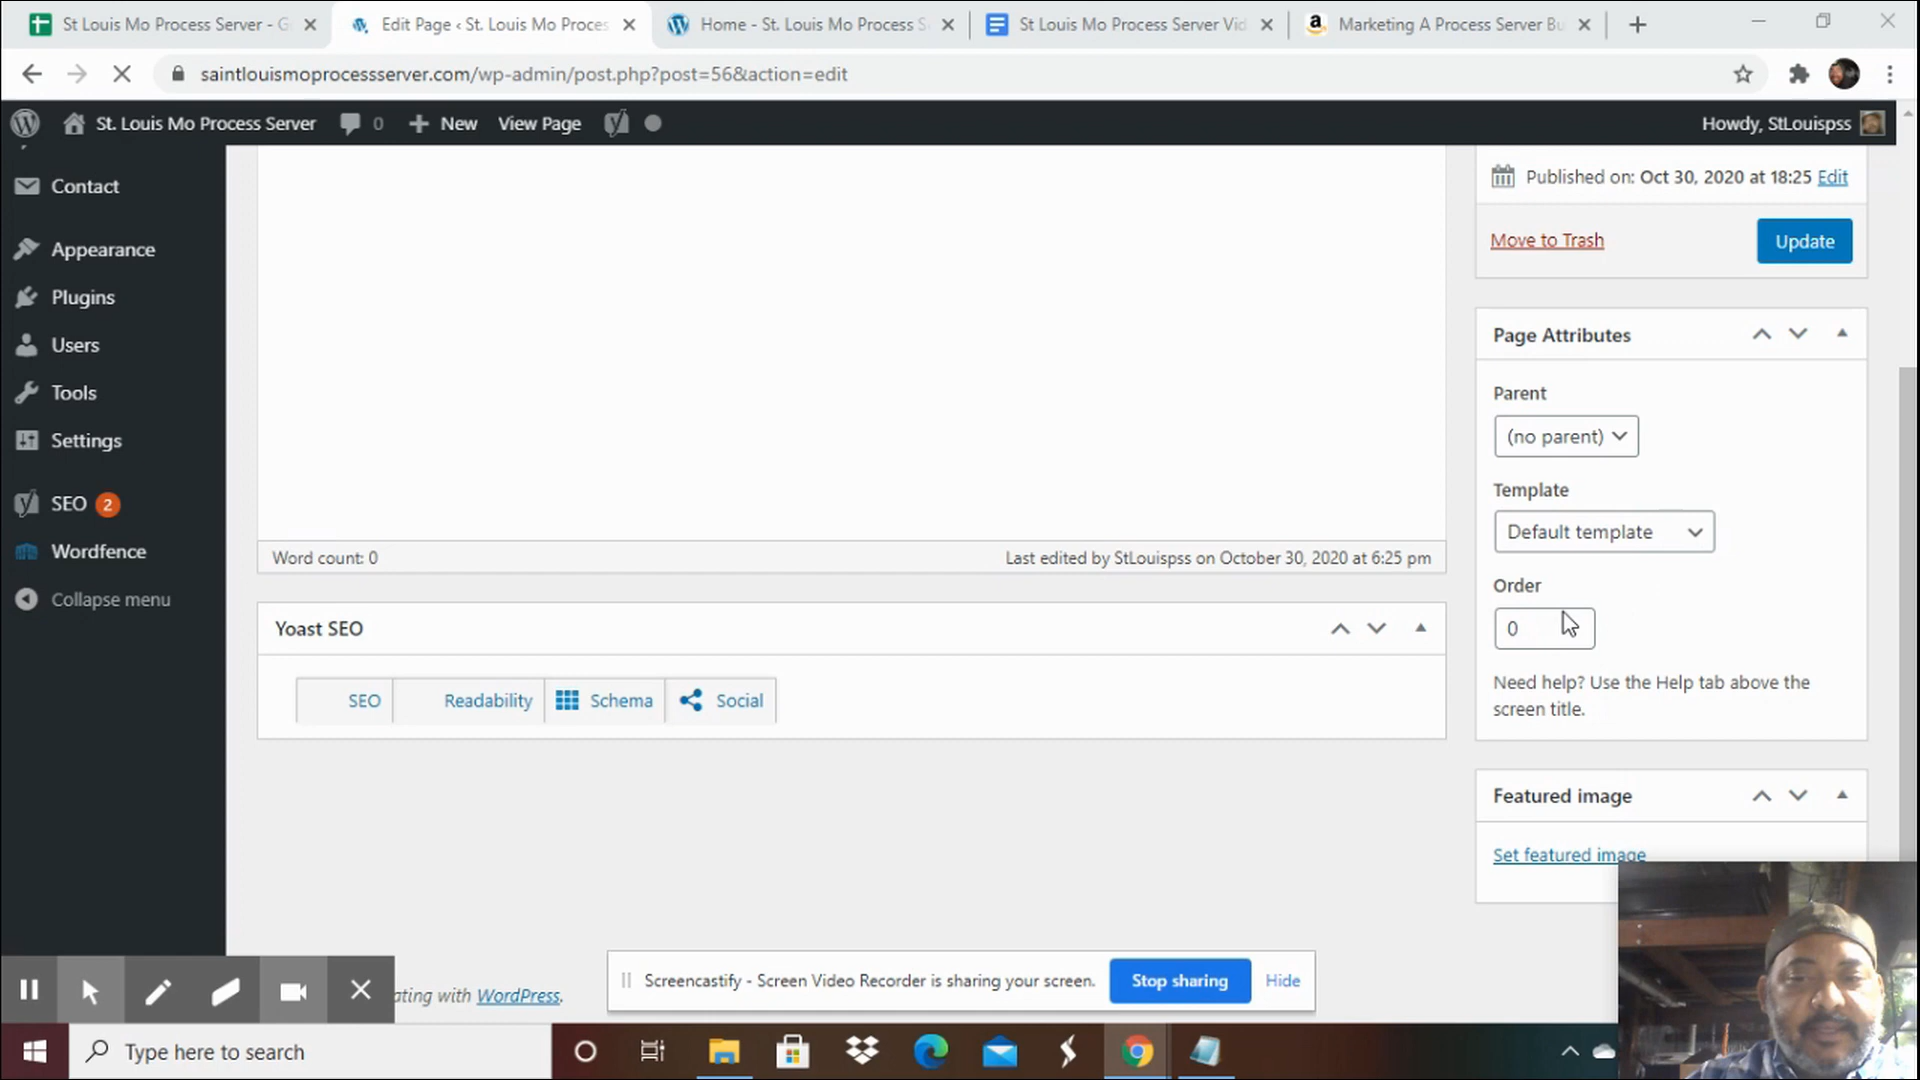 St Louis Mo Process Server - G
Edit Page ‹ St. Louis Mo Proces
Home - St. Louis Mo Process S
St Louis Mo Process Server Vid
Marketing A Process Server Bu
saintlouismoprocessserver.com/wp-admin/post.php?post=56&action=edit
St. Louis Mo Process Server
0
New
View Page
Howdy, StLouispss
Contact
Appearance
Plugins
Users
Tools
Settings
SEO 2
Wordfence
Collapse menu
Published on: Oct 30, 2020 at 18:25 Edit
Move to Trash
Update
Page Attributes
Parent
(no parent)
Template
Default template
Order
0
Need help? Use the Help tab above the
screen title.
Word count: 0
Last edited by StLouispss on October 30, 2020 at 6:25 pm
Yoast SEO
SEO
Readability
Schema
Social
Featured image
Set featured image
ating with WordPress.
Screencastify - Screen Video Recorder is sharing your screen.
Stop sharing
Hide
Type here to search